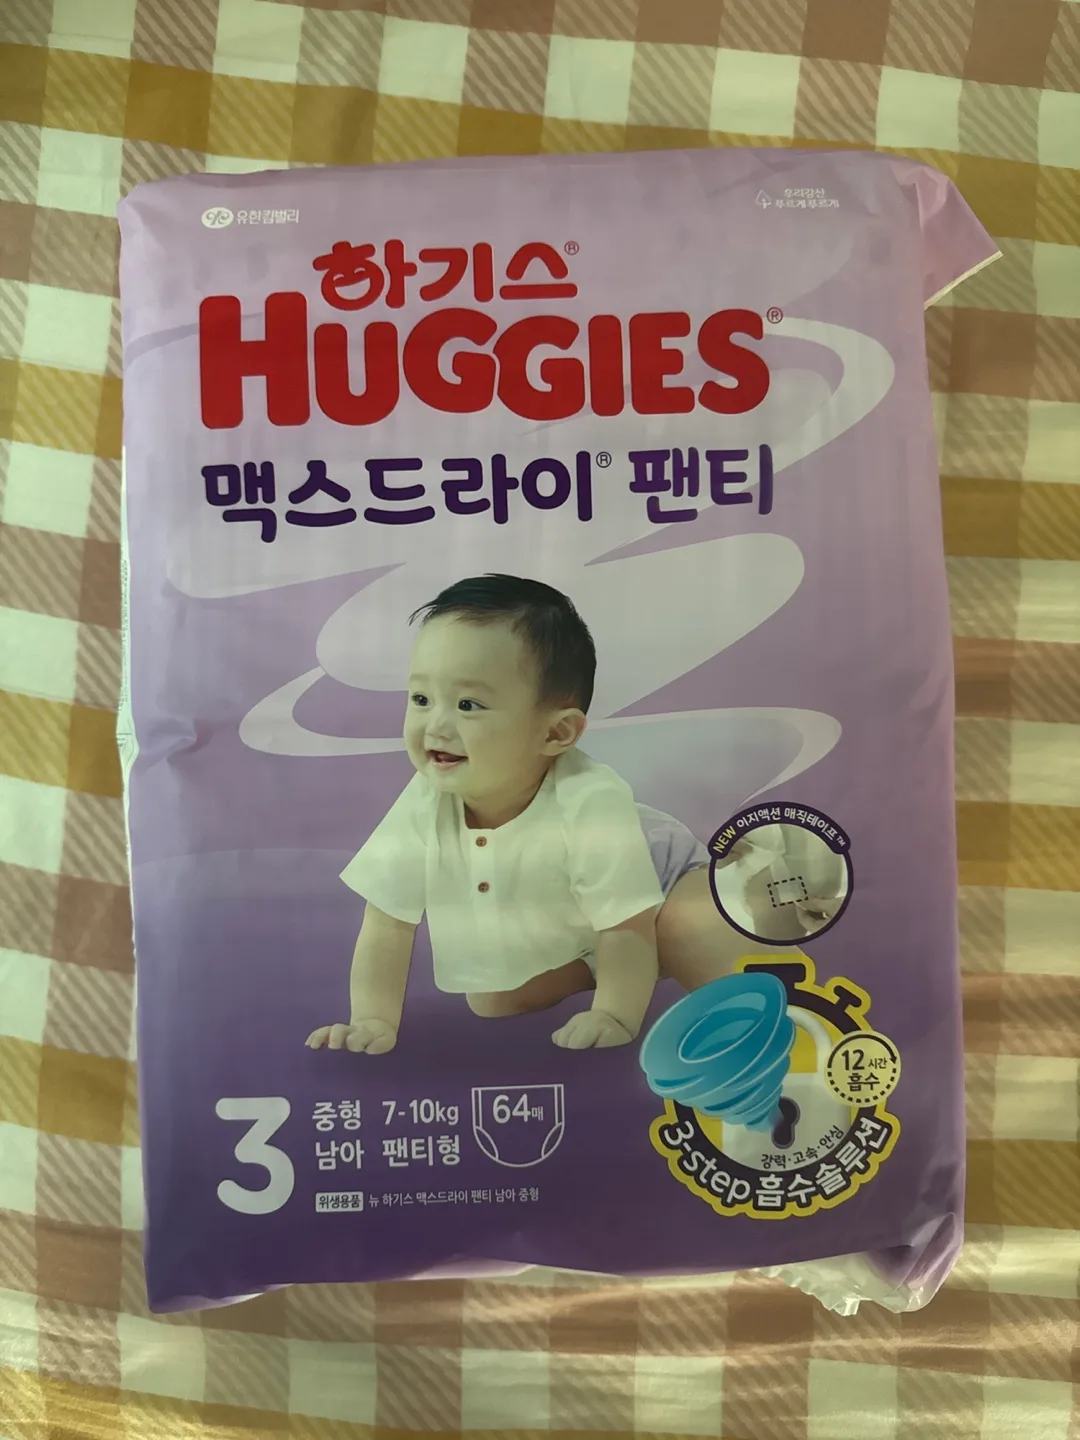 유한킴벌리
우리강산
푸르게 푸르게
하기스®
HUGGIES®
맥스드라이® 팬티
NEW 이지액션 매직테이프™
12시간
흡수
강력·고속·안심
3-step 흡수솔루션
3
중형 7-10kg
남아 팬티형
64매
위생용품 뉴 하기스 맥스드라이 팬티 남아 중형